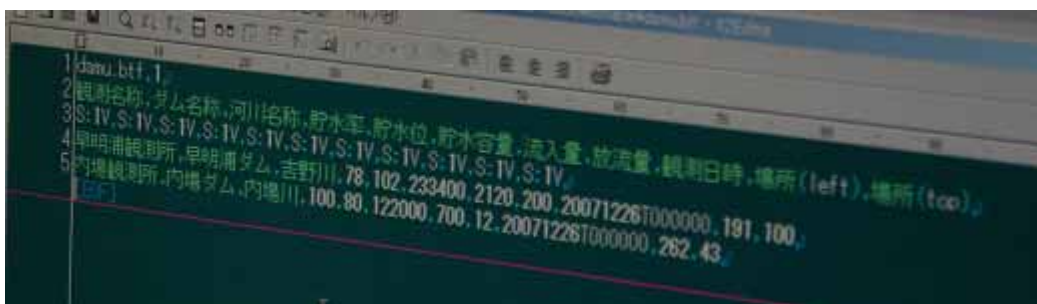 1 damu.btf,1,
2 観測名称,ダム名称,河川名称,貯水率,貯水位,貯水容量,流入量,放流量,観測日時,場所(left),場所(top),
3 S:1V,S:1V,S:1V,S:1V,S:1V,S:1V,S:1V,S:1V,S:1V,S:1V,S:1V,
4 早明浦観測所,早明浦ダム,吉野川,78,102,233400,2120,200,20071226T000000,191,100,
5 内場観測所,内場ダム,内場川,100,80,122000,700,12,20071226T000000,262,43,
[EOF]